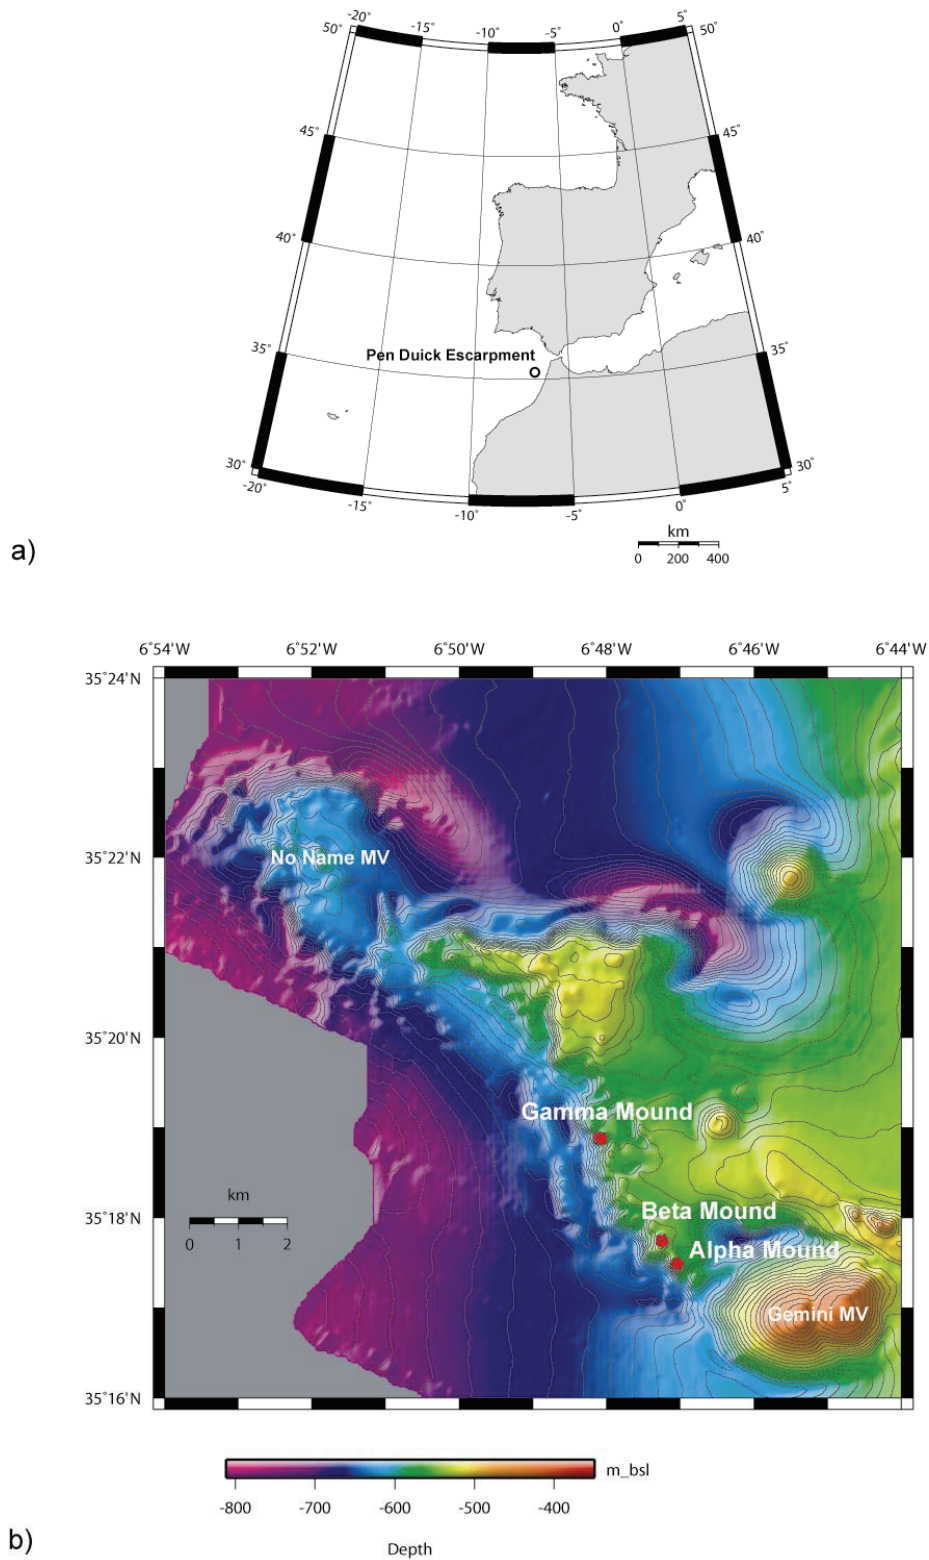 -20° -15° -10° -5° 0° 5°
50° 50°
45° 45°
40° 40°
35° 35°
Pen Duick Escarpment
30° 30°
-20° -15° -10° -5° 0° 5°
km
0 200 400
a)
6°54'W 6°52'W 6°50'W 6°48'W 6°46'W 6°44'W
35°24'N
35°22'N
No Name MV
35°20'N
Gamma Mound
km
0 1 2
35°18'N
Beta Mound
Alpha Mound
Gemini MV
35°16'N
m_bsl
-800 -700 -600 -500 -400
Depth
b)